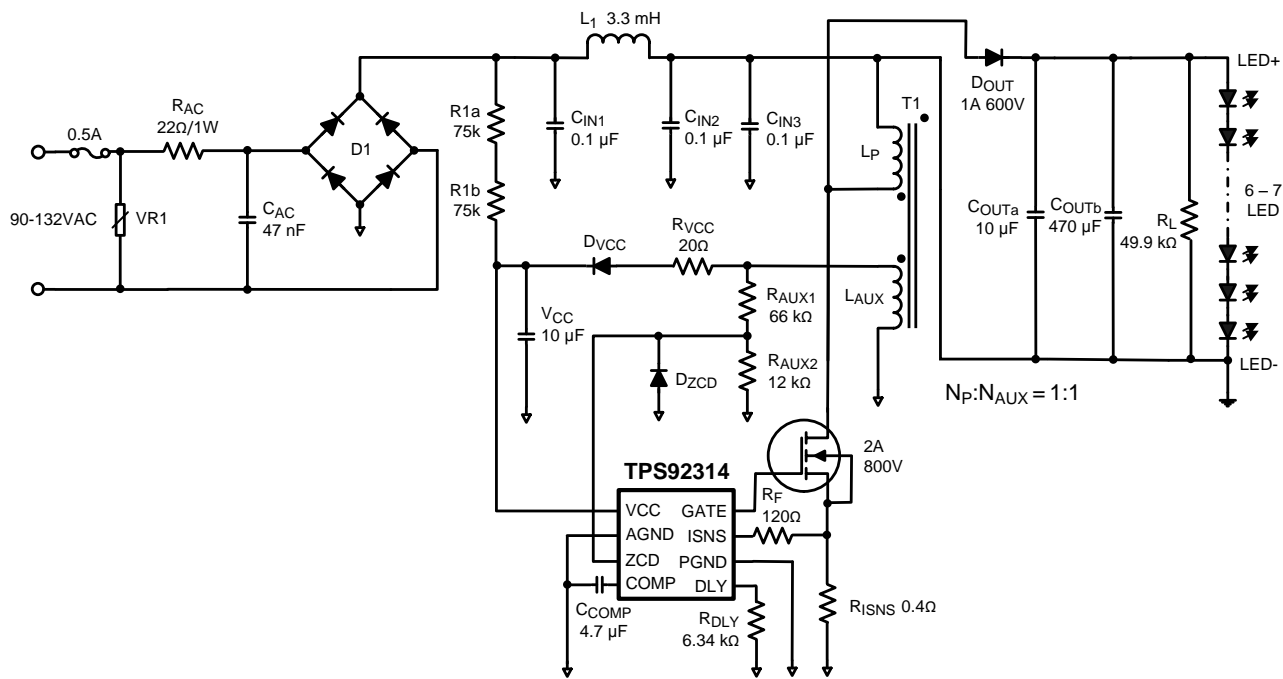 L1 3.3 mH
RAC
22Ω/1W
0.5A
D1
90-132VAC
VR1
CAC
47 nF
R1a
75k
R1b
75k
CIN1
0.1 µF
CIN2
0.1 µF
CIN3
0.1 µF
LP
T1
DOUT
1A 600V
LED+
6 – 7
LED
COUTa
10 µF
COUTb
470 µF
RL
49.9 kΩ
LED-
DVCC
RVCC
20Ω
VCC
10 µF
RAUX1
66 kΩ
LAUX
DZCD
RAUX2
12 kΩ
NP:NAUX = 1:1
2A
800V
TPS92314
VCC
AGND
ZCD
COMP
GATE
ISNS
PGND
DLY
RF
120Ω
CCOMP
4.7 µF
RDLY
6.34 kΩ
RISNS 0.4Ω